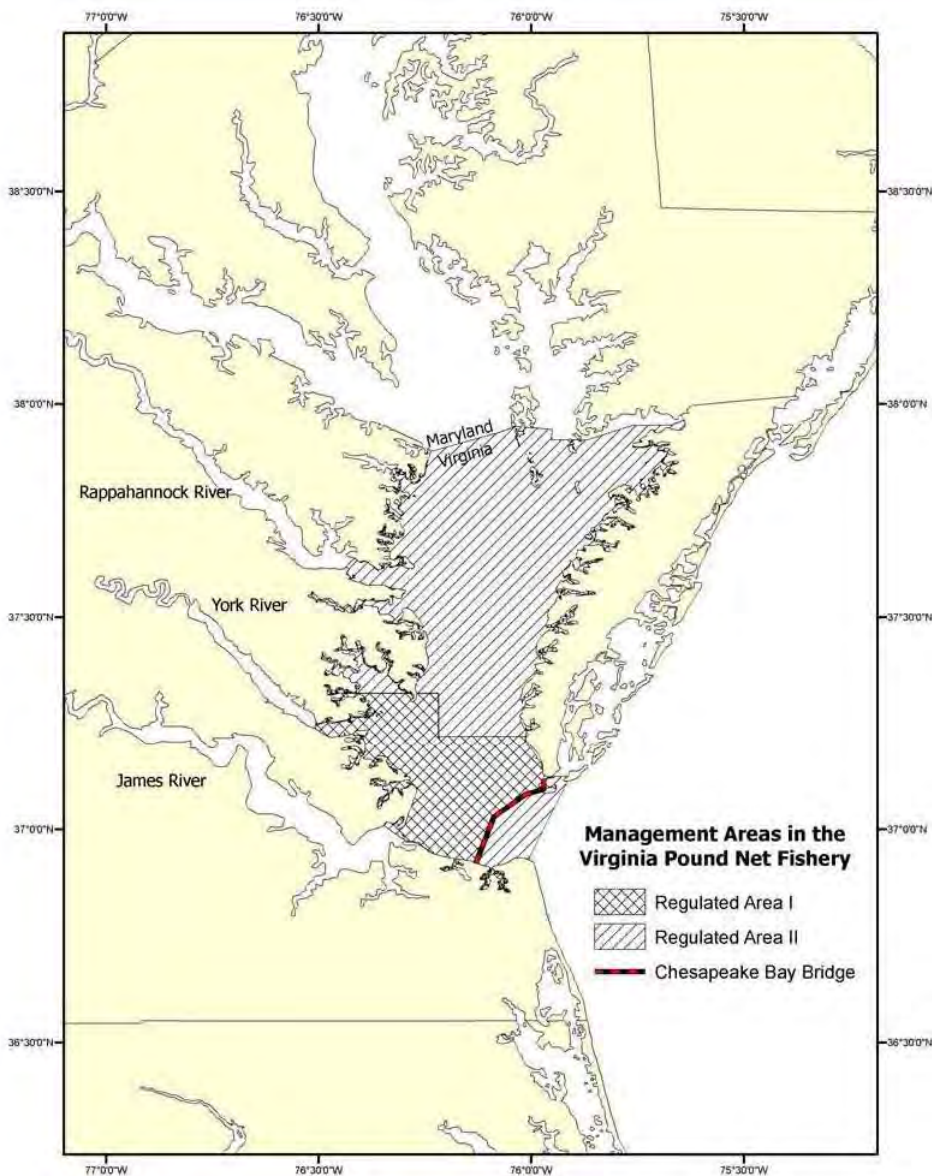 77°0'0"W 76°30'0"W 76°0'0"W 75°30'0"W
38°30'0"N 38°30'0"N
38°0'0"N 38°0'0"N
Maryland
Virginia
Rappahannock River
York River
37°30'0"N 37°30'0"N
James River
37°0'0"N 37°0'0"N
Management Areas in the
Virginia Pound Net Fishery
Regulated Area I
Regulated Area II
Chesapeake Bay Bridge
36°30'0"N 36°30'0"N
77°0'0"W 76°30'0"W 76°0'0"W 75°30'0"W